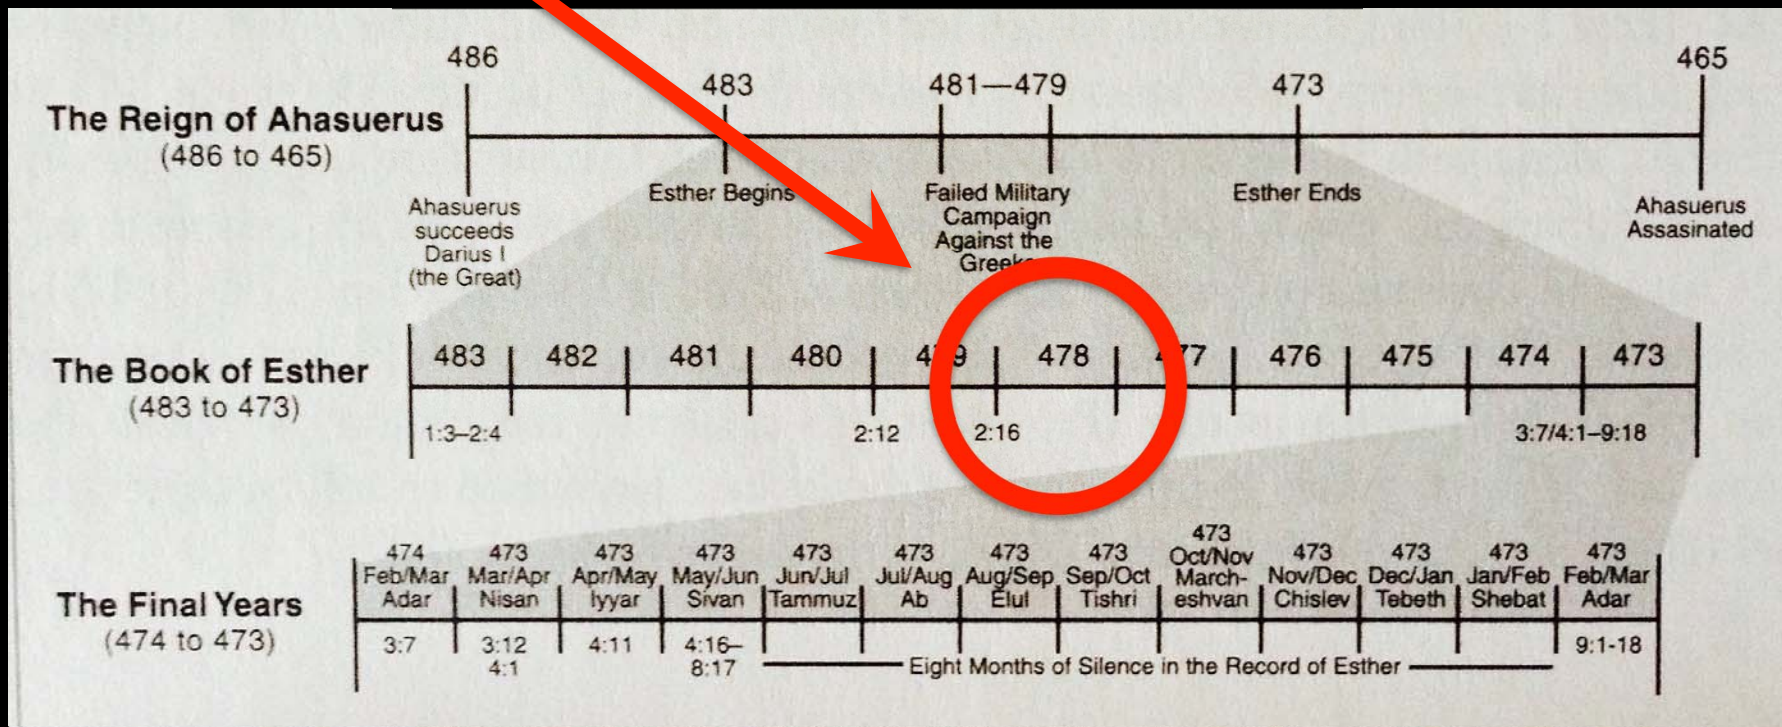 486
483
481—479
473
465
The Reign of Ahasuerus
(486 to 465)
Ahasuerus
succeeds
Darius I
(the Great)
Esther Begins
Failed Military
Campaign
Against the
Greeks
Esther Ends
Ahasuerus
Assasinated
The Book of Esther
(483 to 473)
483 482 481 480 479 478 477 476 475 474 473
1:3–2:4 2:12 2:16 3:7/4:1–9:18
The Final Years
(474 to 473)
474
Feb/Mar
Adar
473
Mar/Apr
Nisan
473
Apr/May
Iyyar
473
May/Jun
Sivan
473
Jun/Jul
Tammuz
473
Jul/Aug
Ab
473
Aug/Sep
Elul
473
Sep/Oct
Tishri
473
Oct/Nov
March-
eshvan
473
Nov/Dec
Chislev
473
Dec/Jan
Tebeth
473
Jan/Feb
Shebat
473
Feb/Mar
Adar
3:7
3:12
4:1
4:11
4:16–
8:17
Eight Months of Silence in the Record of Esther
9:1-18